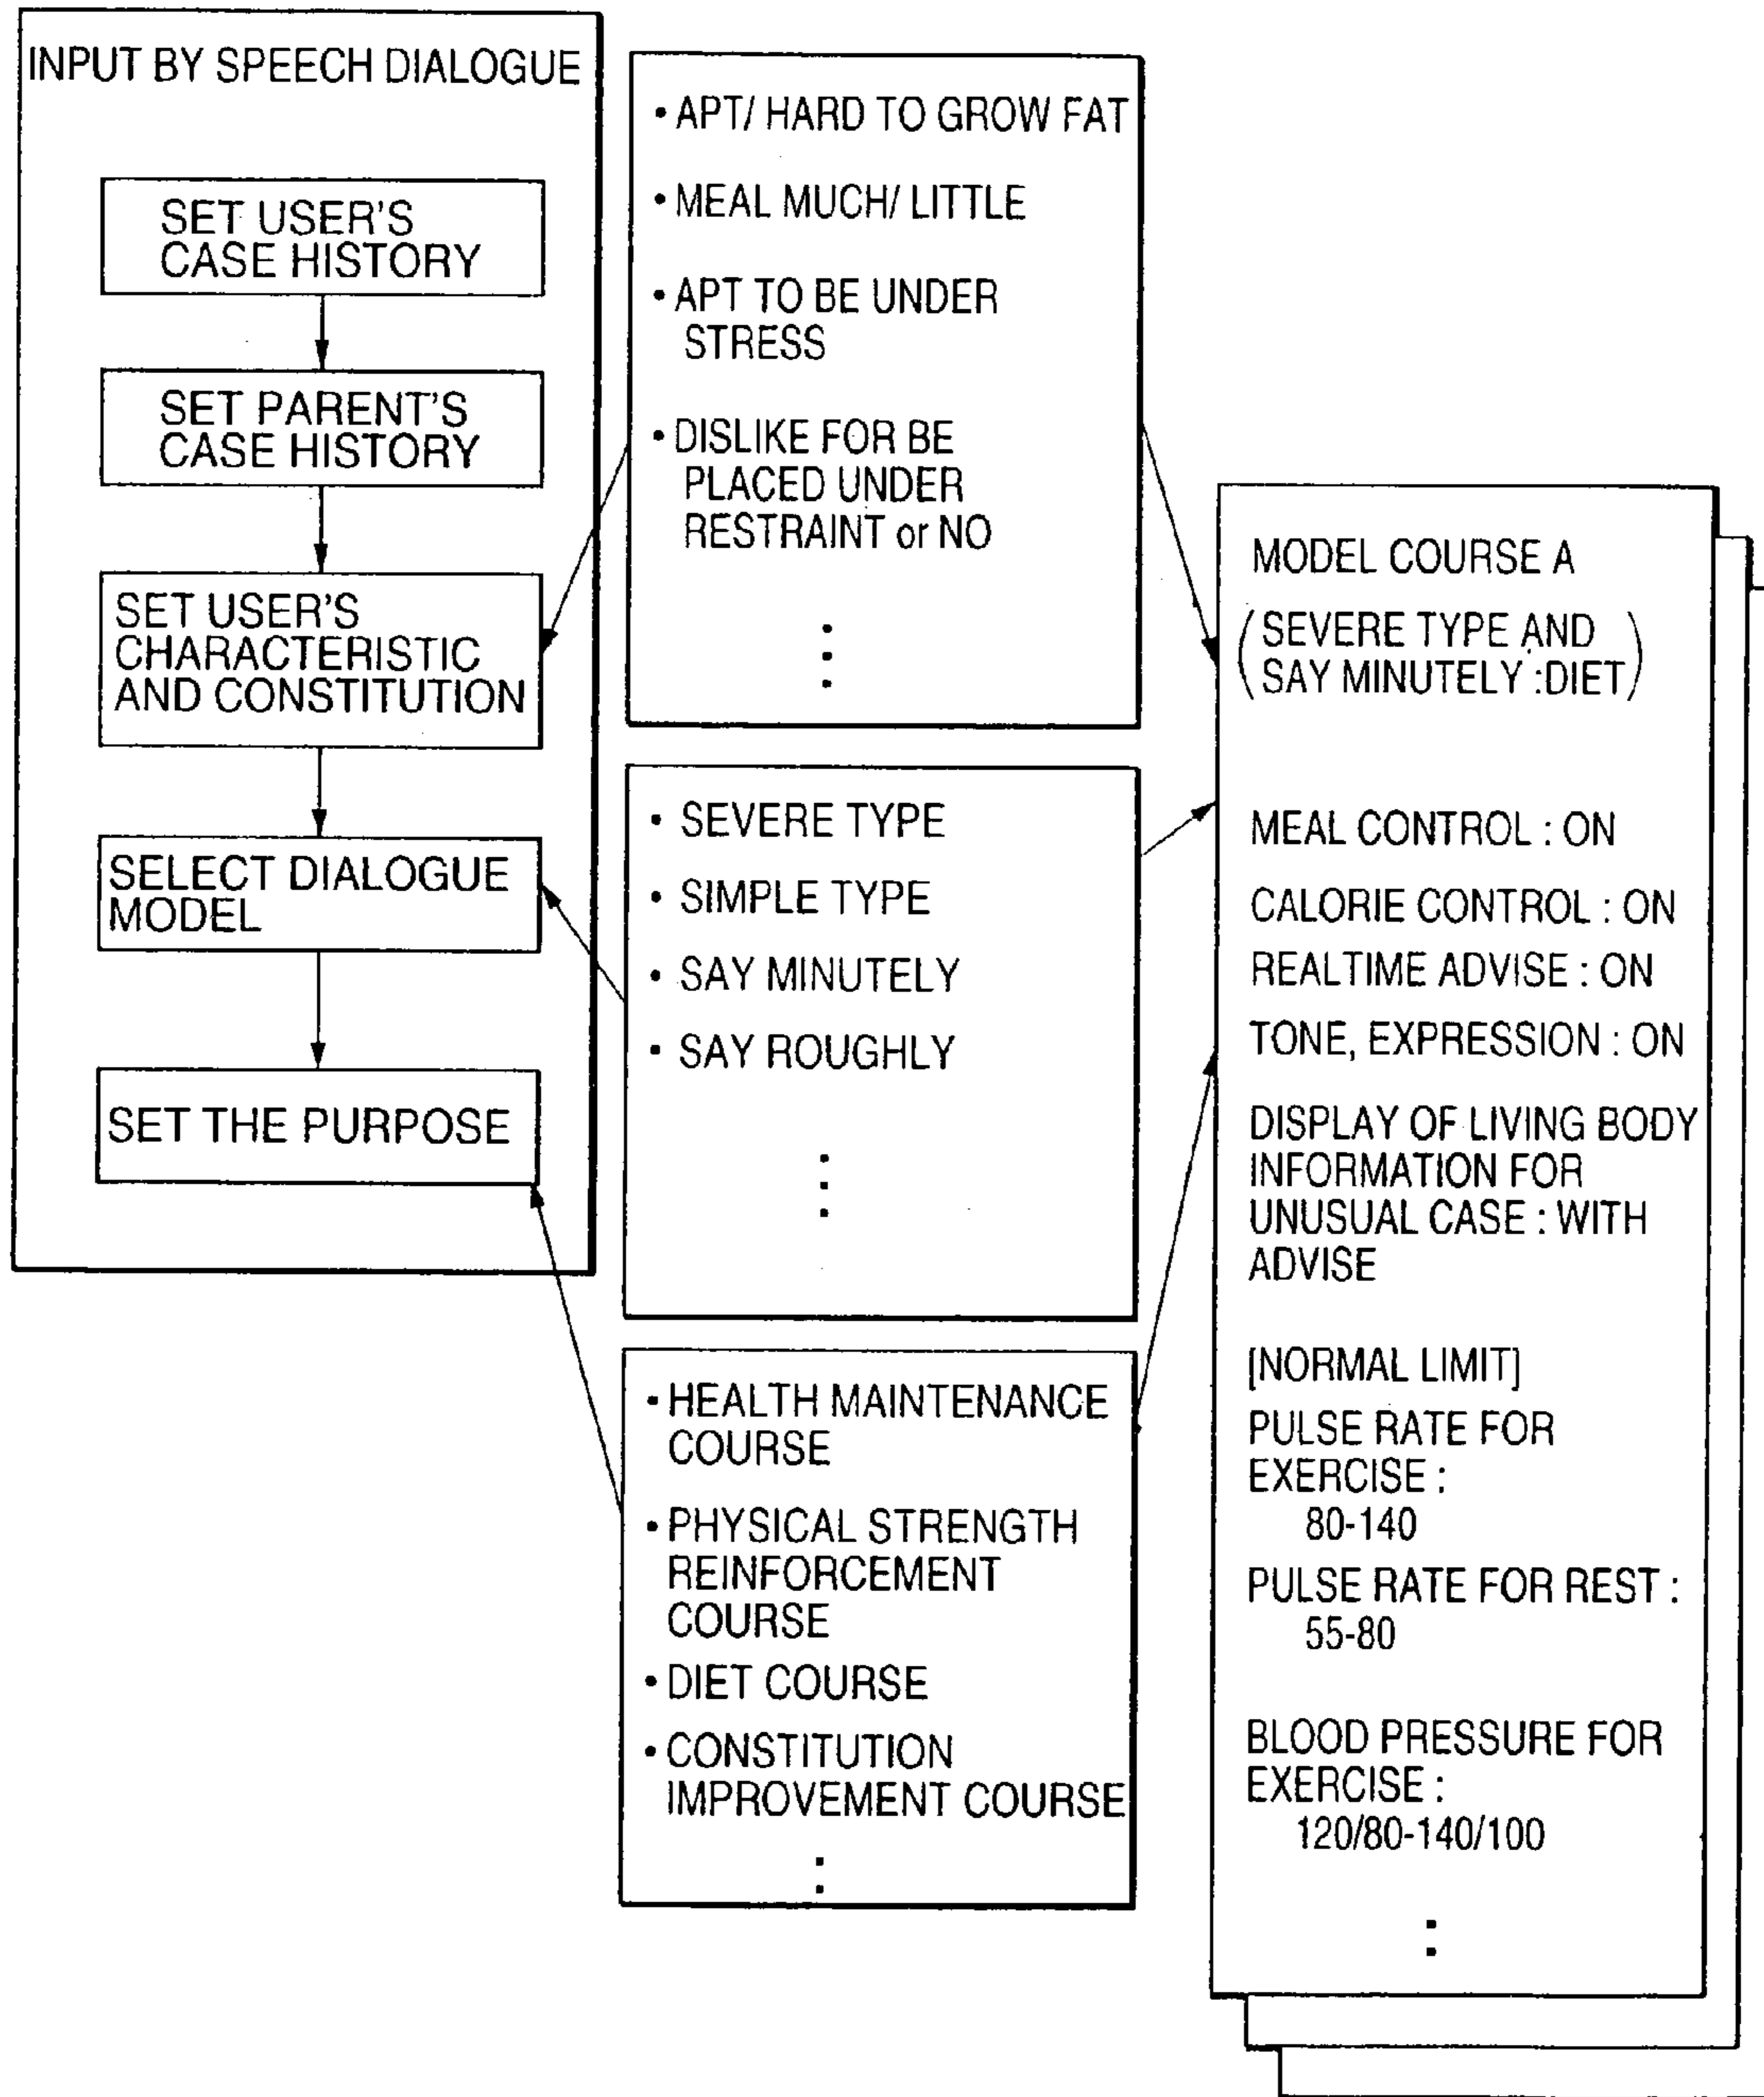 INPUT BY SPEECH DIALOGUE
SET USER'S
CASE HISTORY
SET PARENT'S
CASE HISTORY
SET USER'S
CHARACTERISTIC
AND CONSTITUTION
SELECT DIALOGUE
MODEL
SET THE PURPOSE
• APT/ HARD TO GROW FAT
• MEAL MUCH/ LITTLE
• APT TO BE UNDER
STRESS
• DISLIKE FOR BE
PLACED UNDER
RESTRAINT or NO
• SEVERE TYPE
• SIMPLE TYPE
• SAY MINUTELY
• SAY ROUGHLY
• HEALTH MAINTENANCE
COURSE
• PHYSICAL STRENGTH
REINFORCEMENT
COURSE
• DIET COURSE
• CONSTITUTION
IMPROVEMENT COURSE
MODEL COURSE A
(SEVERE TYPE AND
SAY MINUTELY :DIET)
MEAL CONTROL : ON
CALORIE CONTROL : ON
REALTIME ADVISE : ON
TONE, EXPRESSION : ON
DISPLAY OF LIVING BODY
INFORMATION FOR
UNUSUAL CASE : WITH
ADVISE
[NORMAL LIMIT]
PULSE RATE FOR
EXERCISE :
80-140
PULSE RATE FOR REST :
55-80
BLOOD PRESSURE FOR
EXERCISE :
120/80-140/100